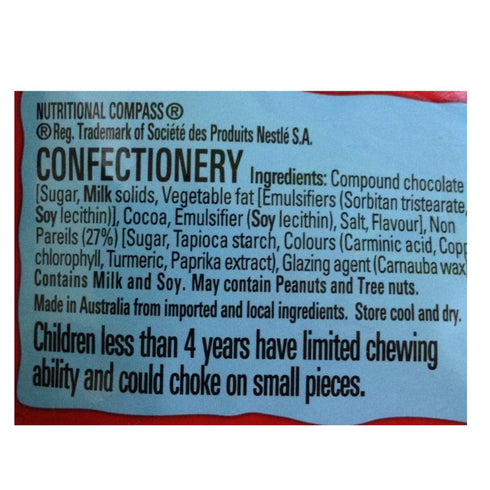 NUTRITIONAL COMPASS®
® Reg. Trademark of Société des Produits Nestlé S.A.
CONFECTIONERY Ingredients: Compound chocolate
[Sugar, Milk solids, Vegetable fat [Emulsifiers (Sorbitan tristearate,
Soy lecithin)], Cocoa, Emulsifier (Soy lecithin), Salt, Flavour], Non
Pareils (27%) [Sugar, Tapioca starch, Colours (Carminic acid,
chlorophyll, Turmeric, Paprika extract), Glazing agent (Carnauba wax
Contains Milk and Soy. May contain Peanuts and Tree nuts.
Made in Australia from imported and local ingredients. Store cool and dry.
Children less than 4 years have limited chewing
ability and could choke on small pieces.